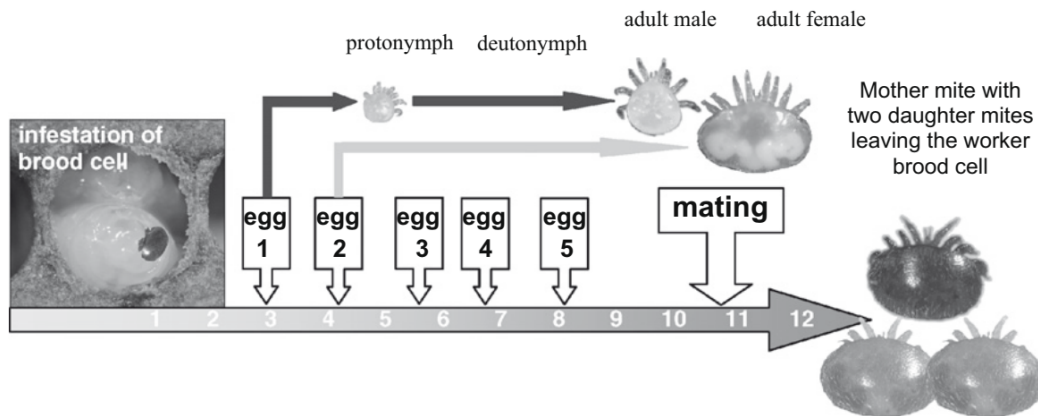 adult male
adult female
protonymph
deutonymph
Mother mite with
two daughter mites
leaving the worker
brood cell
infestation of
brood cell
egg
1
egg
2
egg
3
egg
4
egg
5
mating
1 2 3 4 5 6 7 8 9 10 11 12